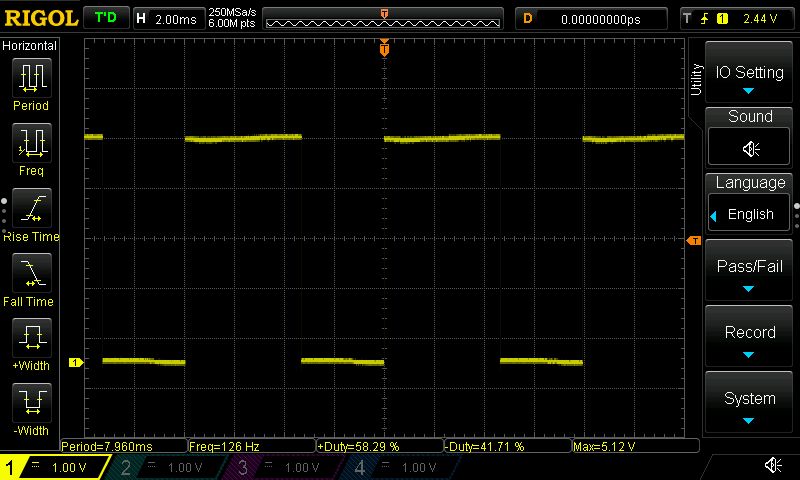 RIGOL T'D H 2.00ms 250MSa/s 6.00M pts T D 0.00000000ps T 1 2.44 V
Horizontal
Period
Freq
Rise Time
Fall Time
+Width
-Width
T
T
1
Utility
IO Setting
Sound
Language
English
Pass/Fail
Record
System
Period=7.960ms Freq=126 Hz +Duty=58.29 % -Duty=41.71 % Max=5.12 V
1 1.00 V 2 1.00 V 3 1.00 V 4 1.00 V